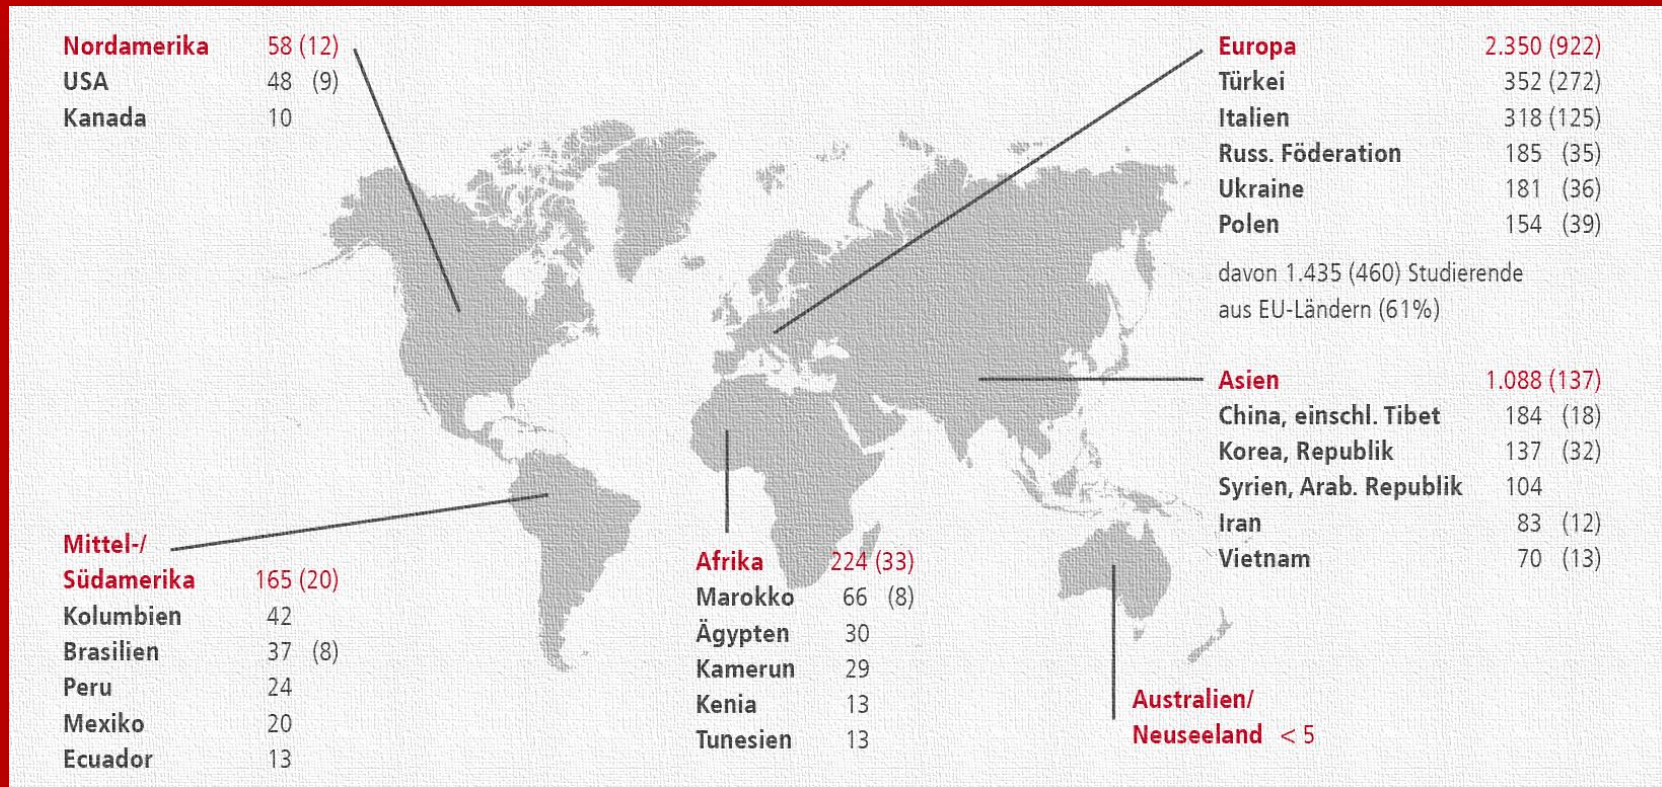 Nordamerika 58 (12)
USA 48 (9)
Kanada 10
Europa 2.350 (922)
Türkei 352 (272)
Italien 318 (125)
Russ. Föderation 185 (35)
Ukraine 181 (36)
Polen 154 (39)
davon 1.435 (460) Studierende
aus EU-Ländern (61%)
Asien 1.088 (137)
China, einschl. Tibet 184 (18)
Korea, Republik 137 (32)
Syrien, Arab. Republik 104
Iran 83 (12)
Vietnam 70 (13)
Mittel-/
Südamerika 165 (20)
Kolumbien 42
Brasilien 37 (8)
Peru 24
Mexiko 20
Ecuador 13
Afrika 224 (33)
Marokko 66 (8)
Ägypten 30
Kamerun 29
Kenia 13
Tunesien 13
Australien/
Neuseeland < 5